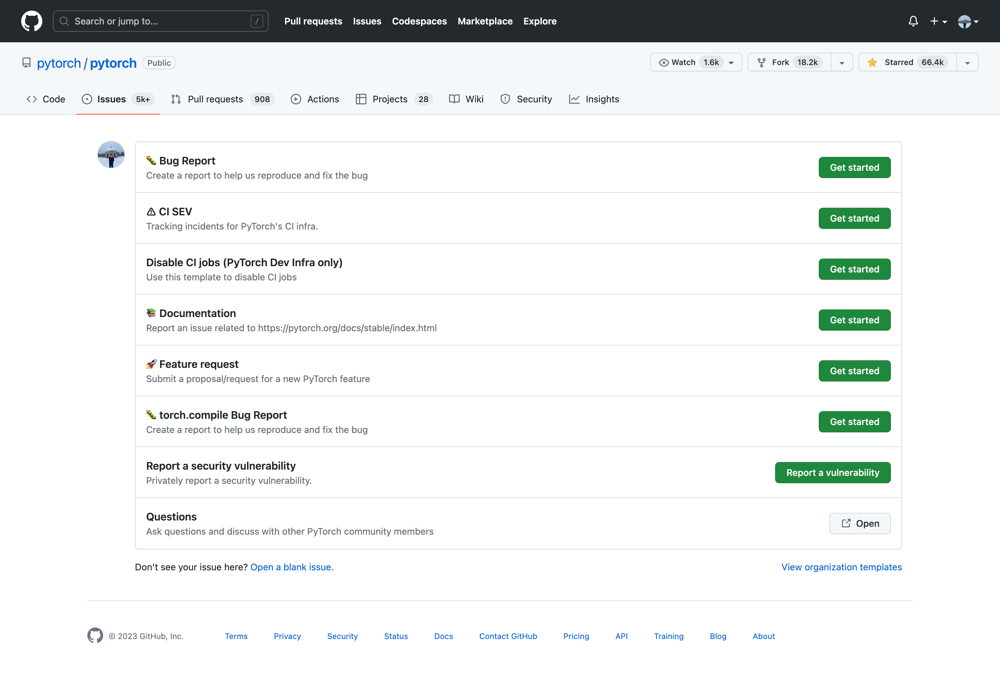 Search or jump to... / Pull requests Issues Codespaces Marketplace Explore
pytorch / pytorch Public Watch 1.6k Fork 18.2k Starred 66.4k
Code Issues 5k+ Pull requests 908 Actions Projects 28 Wiki Security Insights
🐛 Bug Report
Create a report to help us reproduce and fix the bug
Get started
⚠ CI SEV
Tracking incidents for PyTorch's CI infra.
Get started
Disable CI jobs (PyTorch Dev Infra only)
Use this template to disable CI jobs
Get started
📚 Documentation
Report an issue related to https://pytorch.org/docs/stable/index.html
Get started
🚀 Feature request
Submit a proposal/request for a new PyTorch feature
Get started
🐛 torch.compile Bug Report
Create a report to help us reproduce and fix the bug
Get started
Report a security vulnerability
Privately report a security vulnerability.
Report a vulnerability
Questions
Ask questions and discuss with other PyTorch community members
Open
Don’t see your issue here? Open a blank issue. View organization templates
© 2023 GitHub, Inc. Terms Privacy Security Status Docs Contact GitHub Pricing API Training Blog About